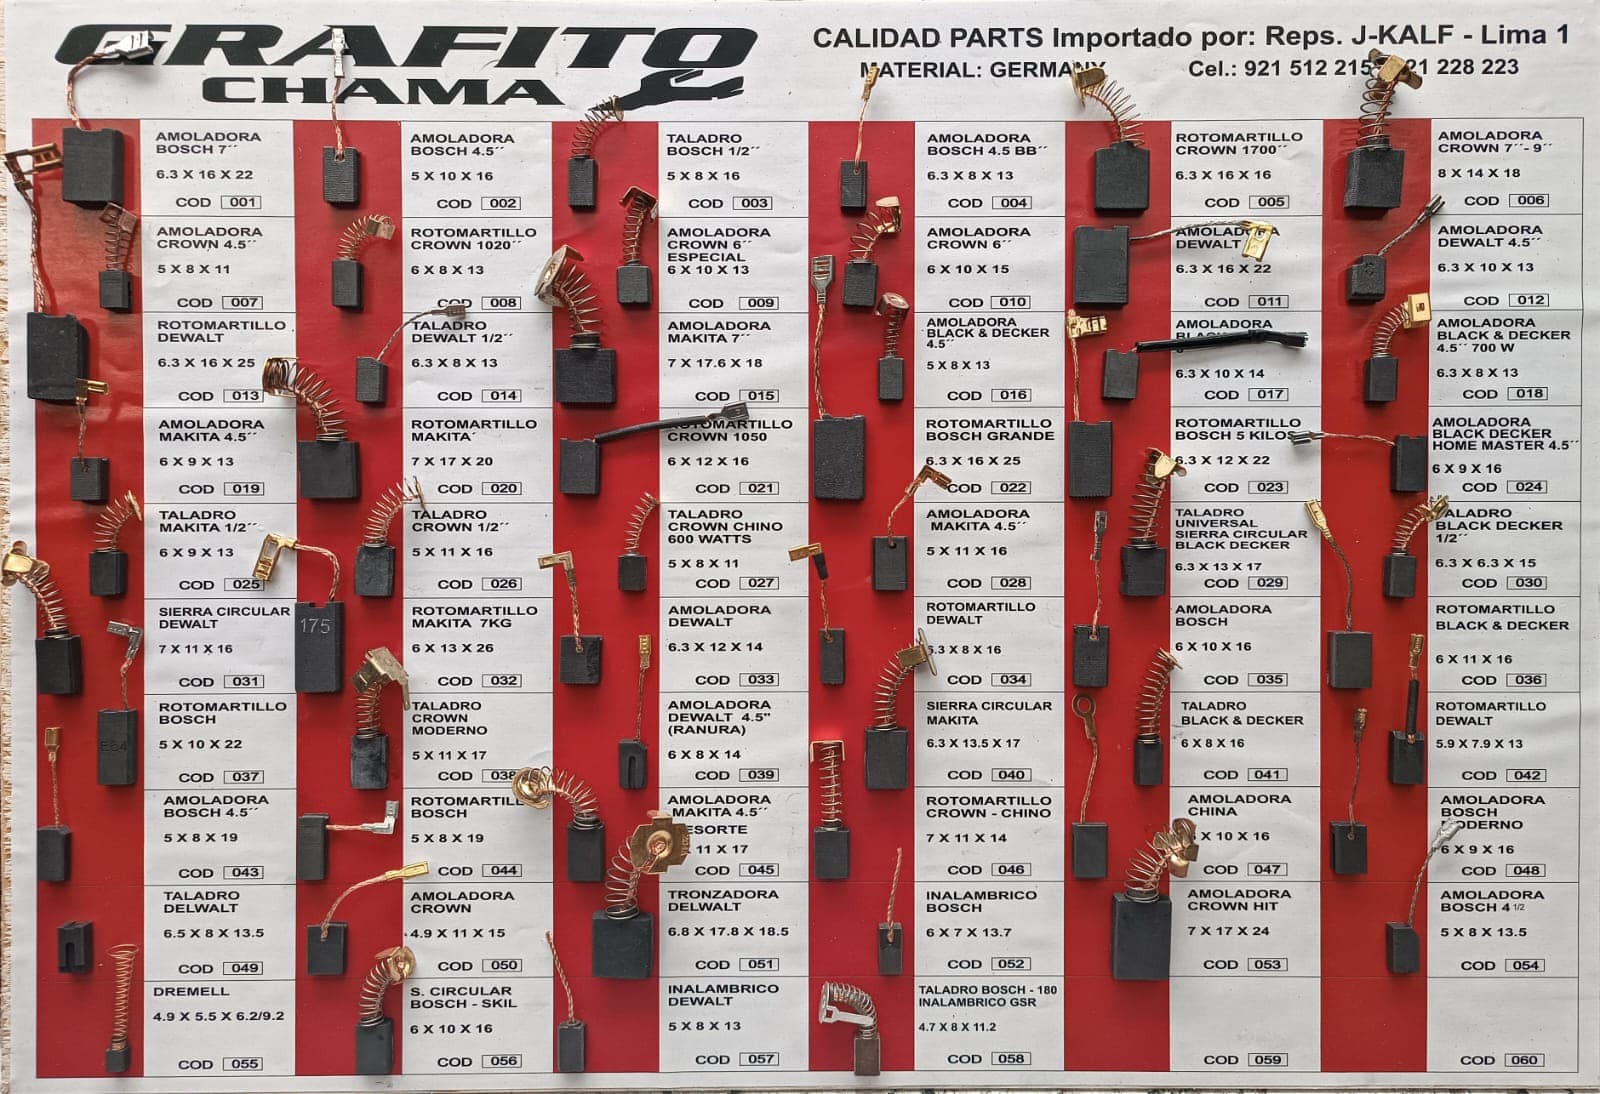 GRAFITO
CHAMA
CALIDAD PARTS Importado por: Reps. J-KALF - Lima 1
MATERIAL: GERMANY
Cel.: 921 512 215 21 228 223
AMOLADORA
BOSCH 7´´
6.3 X 16 X 22
COD 001
AMOLADORA
BOSCH 4.5´´
5 X 10 X 16
COD 002
TALADRO
BOSCH 1/2´´
5 X 8 X 16
COD 003
AMOLADORA
BOSCH 4.5 BB´´
6.3 X 8 X 13
COD 004
ROTOMARTILLO
CROWN 1700´´
6.3 X 16 X 16
COD 005
AMOLADORA
CROWN 7´´- 9´´
8 X 14 X 18
COD 006
AMOLADORA
CROWN 4.5´´
5 X 8 X 11
COD 007
ROTOMARTILLO
CROWN 1020´´
6 X 8 X 13
COD 008
AMOLADORA
CROWN 6´´
ESPECIAL
6 X 10 X 13
COD 009
AMOLADORA
CROWN 6´´
6 X 10 X 15
COD 010
AMOLADORA
DEWALT
6.3 X 16 X 22
COD 011
AMOLADORA
DEWALT 4.5´´
6.3 X 10 X 13
COD 012
ROTOMARTILLO
DEWALT
6.3 X 16 X 25
COD 013
TALADRO
DEWALT 1/2´´
6.3 X 8 X 13
COD 014
AMOLADORA
MAKITA 7´´
7 X 17.6 X 18
COD 015
AMOLADORA
BLACK & DECKER
4.5´´
5 X 8 X 13
COD 016
AMOLADORA
6.3 X 10 X 14
COD 017
AMOLADORA
BLACK & DECKER
4.5´´ 700 W
6.3 X 8 X 13
COD 018
AMOLADORA
MAKITA 4.5´´
6 X 9 X 13
COD 019
ROTOMARTILLO
MAKITA´
7 X 17 X 20
COD 020
ROTOMARTILLO
CROWN 1050
6 X 12 X 16
COD 021
ROTOMARTILLO
BOSCH GRANDE
6.3 X 16 X 25
COD 022
ROTOMARTILLO
BOSCH 5 KILOS
6.3 X 12 X 22
COD 023
AMOLADORA
BLACK DECKER
HOME MASTER 4.5´´
6 X 9 X 16
COD 024
TALADRO
MAKITA 1/2´´
6 X 9 X 13
COD 025
TALADRO
CROWN 1/2´´
5 X 11 X 16
COD 026
TALADRO
CROWN CHINO
600 WATTS
5 X 8 X 11
COD 027
AMOLADORA
MAKITA 4.5´´
5 X 11 X 16
COD 028
TALADRO
UNIVERSAL
SIERRA CIRCULAR
BLACK DECKER
6.3 X 13 X 17
COD 029
TALADRO
BLACK DECKER
1/2´´
6.3 X 6.3 X 15
COD 030
SIERRA CIRCULAR
DEWALT
7 X 11 X 16
COD 031
175
ROTOMARTILLO
MAKITA 7KG
6 X 13 X 26
COD 032
AMOLADORA
DEWALT
6.3 X 12 X 14
COD 033
ROTOMARTILLO
DEWALT
6.3 X 8 X 16
COD 034
AMOLADORA
BOSCH
6 X 10 X 16
COD 035
ROTOMARTILLO
BLACK & DECKER
6 X 11 X 16
COD 036
E64
ROTOMARTILLO
BOSCH
5 X 10 X 22
COD 037
TALADRO
CROWN
MODERNO
5 X 11 X 17
COD 038
AMOLADORA
DEWALT 4.5"
(RANURA)
6 X 8 X 14
COD 039
SIERRA CIRCULAR
MAKITA
6.3 X 13.5 X 17
COD 040
TALADRO
BLACK & DECKER
6 X 8 X 16
COD 041
ROTOMARTILLO
DEWALT
5.9 X 7.9 X 13
COD 042
AMOLADORA
BOSCH 4.5´´
5 X 8 X 19
COD 043
ROTOMARTILL
BOSCH
5 X 8 X 19
COD 044
AMOLADORA
MAKITA 4.5´´
ESORTE
11 X 17
COD 045
ROTOMARTILLO
CROWN - CHINO
7 X 11 X 14
COD 046
AMOLADORA
CHINA
X 10 X 16
COD 047
AMOLADORA
BOSCH
MODERNO
6 X 9 X 16
COD 048
TALADRO
DELWALT
6.5 X 8 X 13.5
COD 049
AMOLADORA
CROWN
4.9 X 11 X 15
COD 050
TRONZADORA
DELWALT
6.8 X 17.8 X 18.5
COD 051
INALAMBRICO
BOSCH
6 X 7 X 13.7
COD 052
AMOLADORA
CROWN HIT
7 X 17 X 24
COD 053
AMOLADORA
BOSCH 4 1/2
5 X 8 X 13.5
COD 054
DREMELL
4.9 X 5.5 X 6.2/9.2
COD 055
S. CIRCULAR
BOSCH - SKIL
6 X 10 X 16
COD 056
INALAMBRICO
DEWALT
5 X 8 X 13
COD 057
TALADRO BOSCH - 180
INALAMBRICO GSR
4.7 X 8 X 11.2
COD 058
COD 059
COD 060